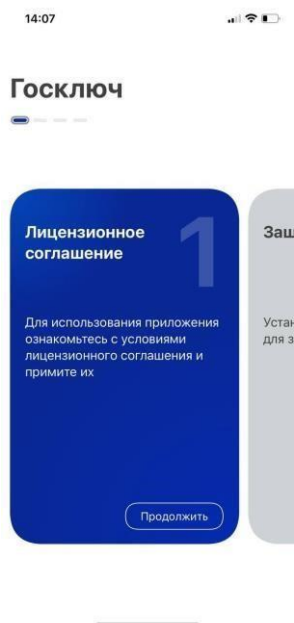 14:07
Госключ
Лицензионное
соглашение
1
Для использования приложения
ознакомьтесь с условиями
лицензионного соглашения и
примите их
Продолжить